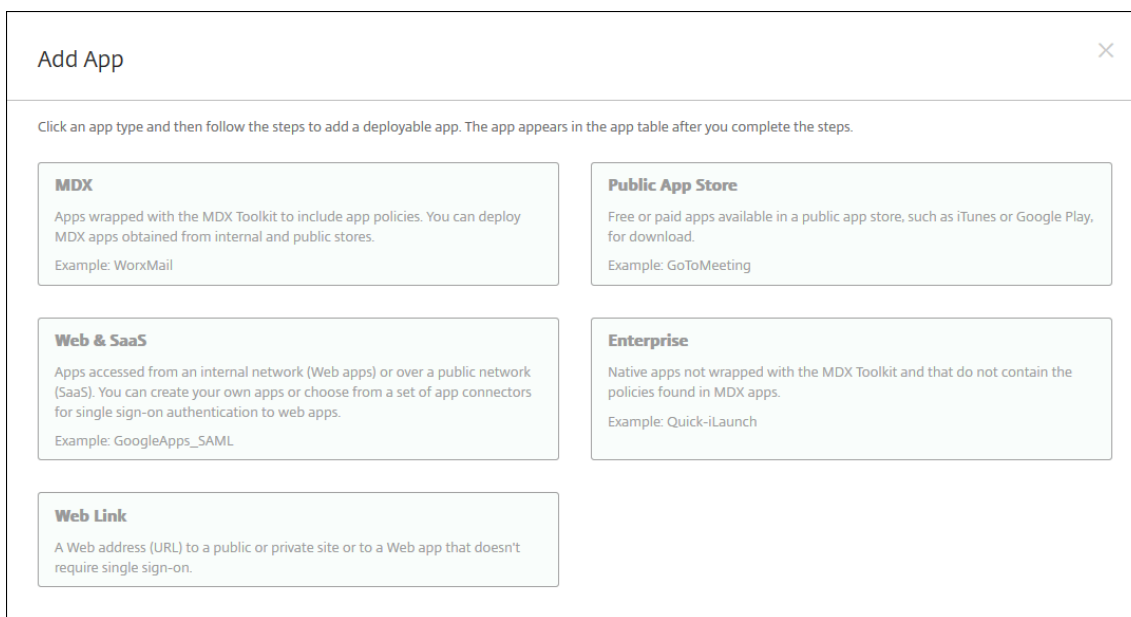 Add App
Click an app type and then follow the steps to add a deployable app. The app appears in the app table after you complete the steps.
MDX
Apps wrapped with the MDX Toolkit to include app policies. You can deploy
MDX apps obtained from internal and public stores.
Example: WorxMail
Public App Store
Free or paid apps available in a public app store, such as iTunes or Google Play,
for download.
Example: GoToMeeting
Web & SaaS
Apps accessed from an internal network (Web apps) or over a public network
(SaaS). You can create your own apps or choose from a set of app connectors
for single sign-on authentication to web apps.
Example: GoogleApps_SAML
Enterprise
Native apps not wrapped with the MDX Toolkit and that do not contain the
policies found in MDX apps.
Example: Quick-iLaunch
Web Link
A Web address (URL) to a public or private site or to a Web app that doesn't
require single sign-on.